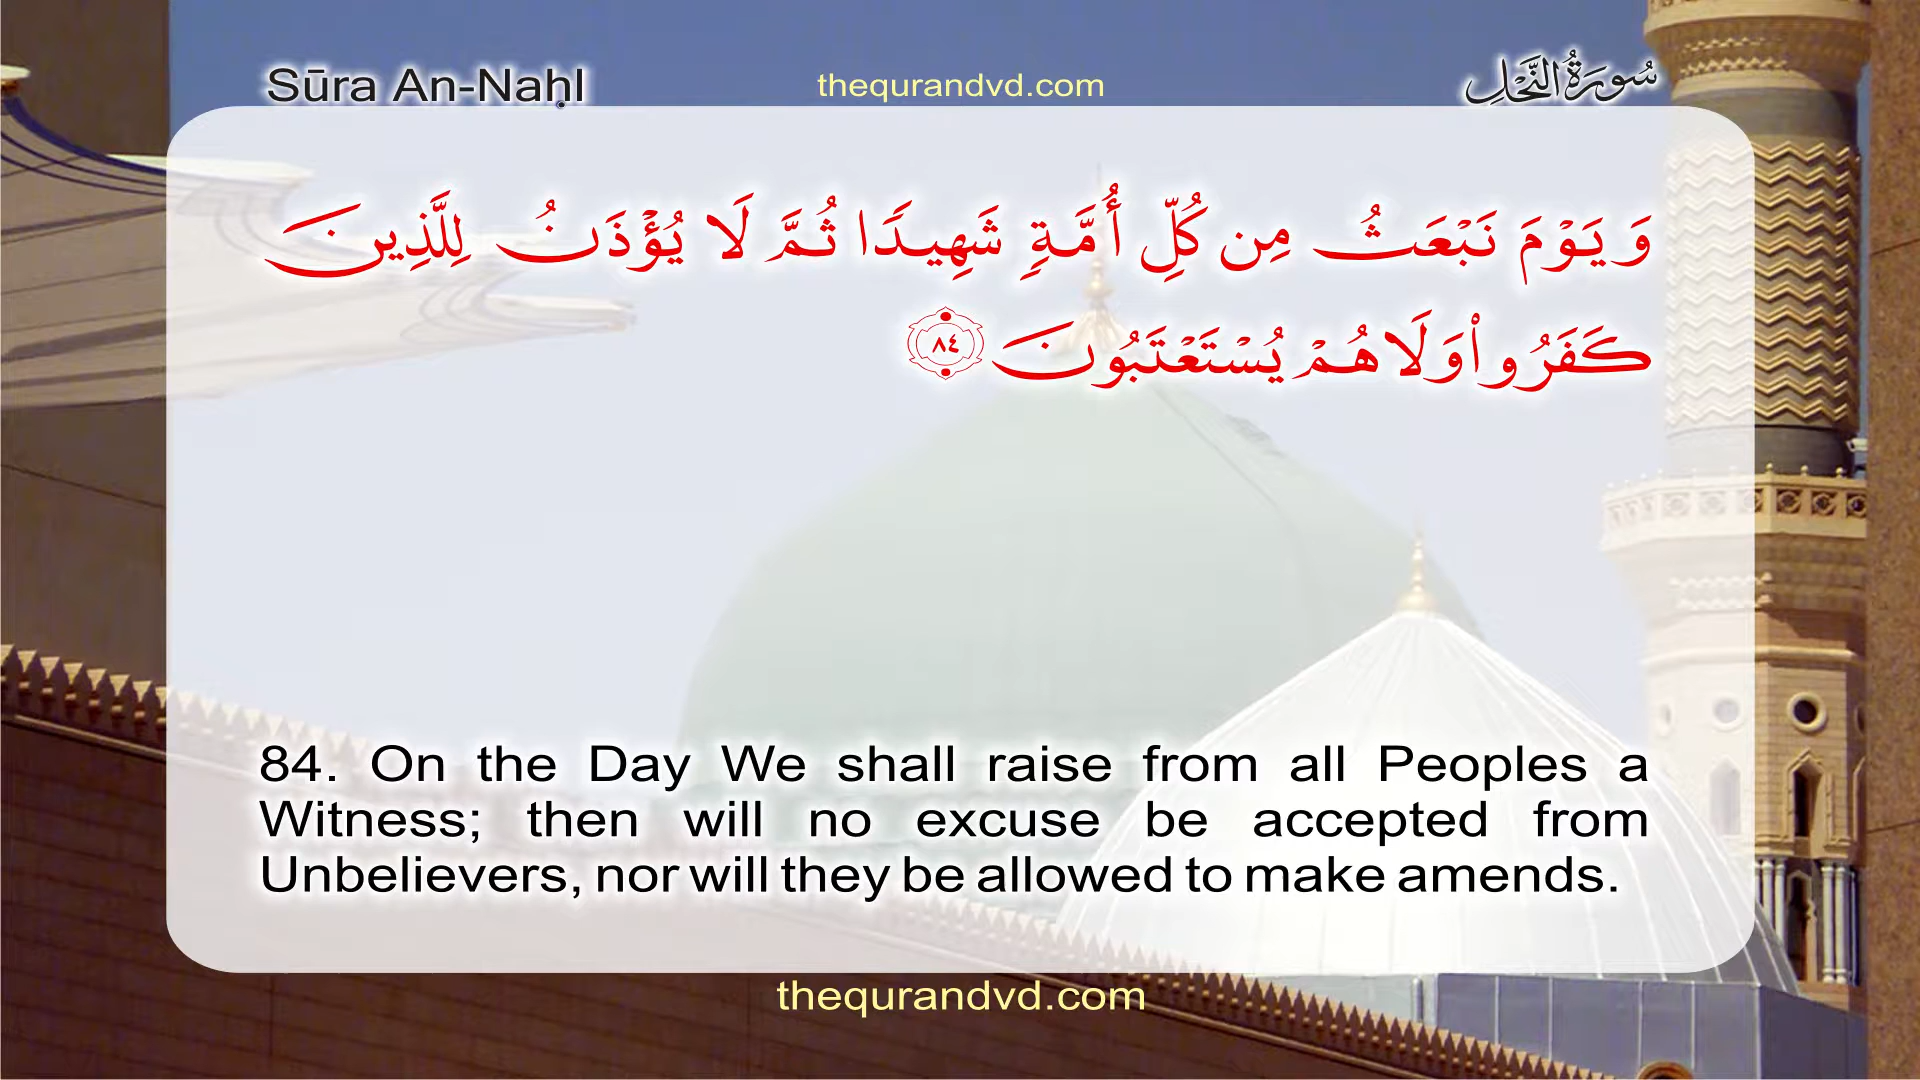 Sūra An-Naḥl
thequrandvd.com
سُورَةُ النَّحْلِ
وَيَوْمَ نَبْعَثُ مِن كُلِّ أُمَّةٍ شَهِيدًا ثُمَّ لَا يُؤْذَنُ لِلَّذِينَ
كَفَرُوا۟ وَلَا هُمْ يُسْتَعْتَبُونَ ٨٤
84. On the Day We shall raise from all Peoples a
Witness; then will no excuse be accepted from
Unbelievers, nor will they be allowed to make amends.
thequrandvd.com